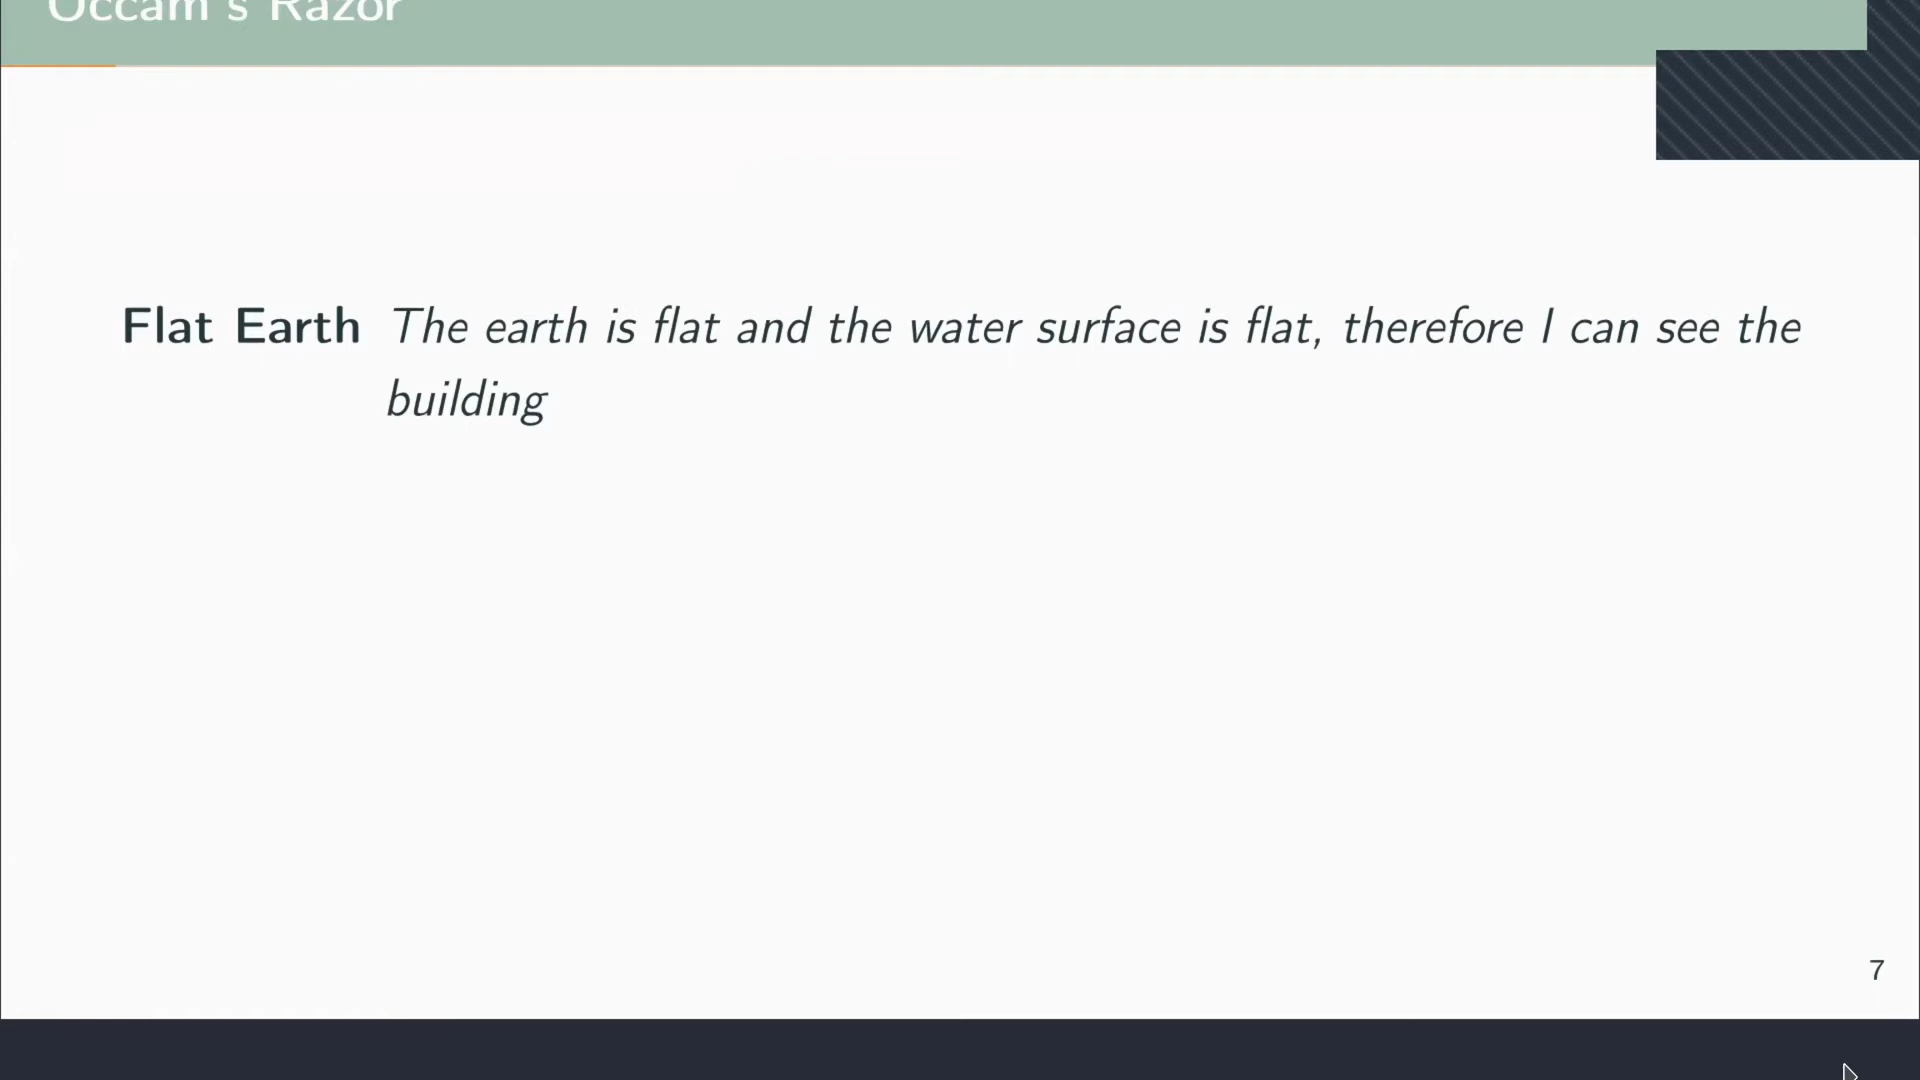 Occam's Razor
Flat Earth The earth is flat and the water surface is flat, therefore I can see the
building
7